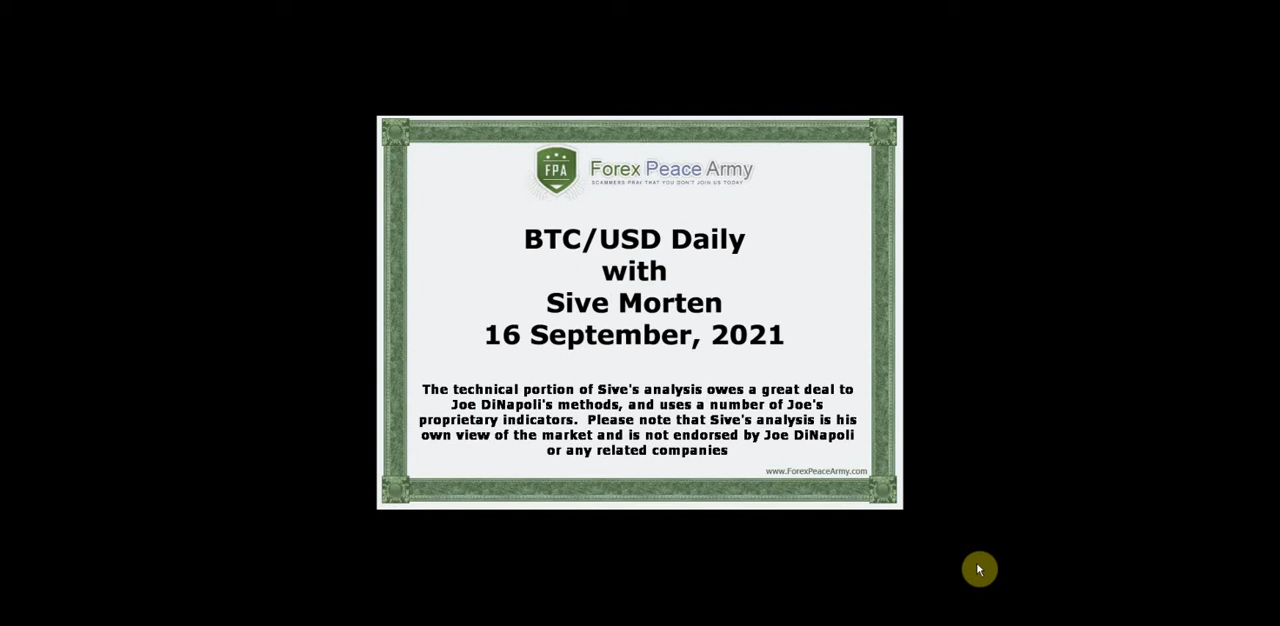 FPA
Forex Peace Army
SCAMMERS PRAY THAT YOU DON'T JOIN US TODAY
BTC/USD Daily
with
Sive Morten
16 September, 2021
The technical portion of Sive's analysis owes a great deal to
Joe DiNapoli's methods, and uses a number of Joe's
proprietary indicators. Please note that Sive's analysis is his
own view of the market and is not endorsed by Joe DiNapoli
or any related companies
www.ForexPeaceArmy.com